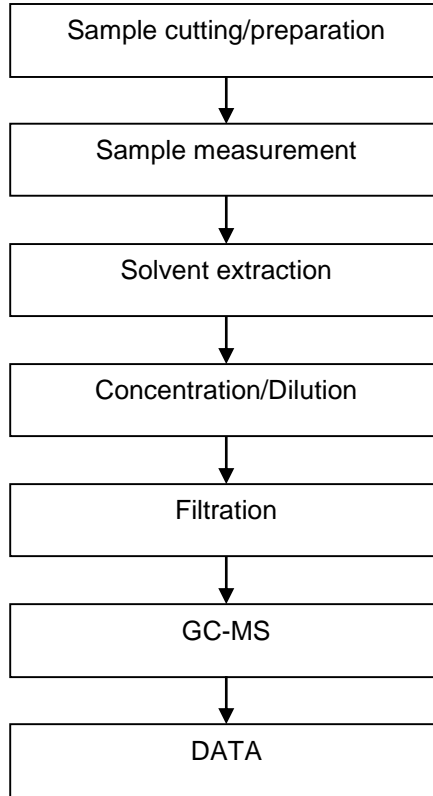 Sample cutting/preparation
Sample measurement
Solvent extraction
Concentration/Dilution
Filtration
GC-MS
DATA